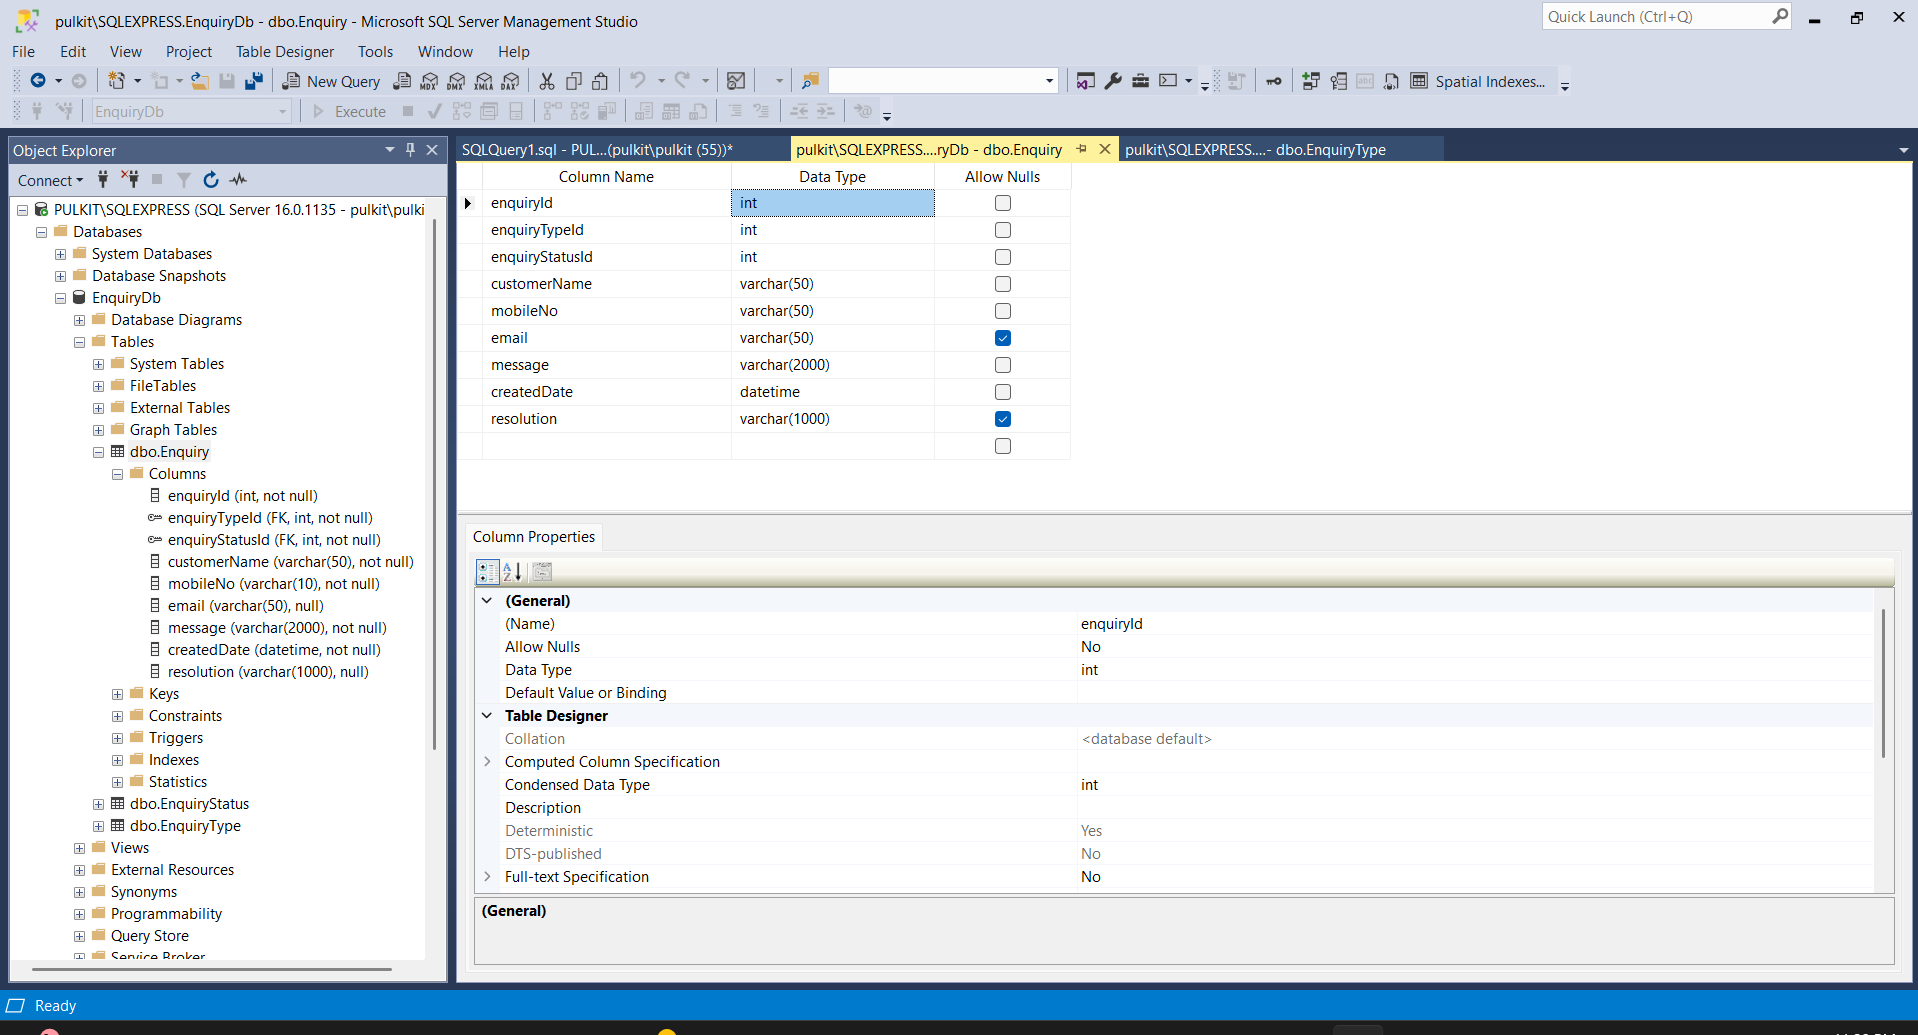 pulkit\SQLEXPRESS.EnquiryDb - dbo.Enquiry - Microsoft SQL Server Management Studio
Quick Launch (Ctrl+Q)
File Edit View Project Table Designer Tools Window Help
New Query MDX DMX XMLA DAX Spatial Indexes...
EnquiryDb Execute
Object Explorer
Connect
PULKIT\SQLEXPRESS (SQL Server 16.0.1135 - pulkit\pulki
Databases
System Databases
Database Snapshots
EnquiryDb
Database Diagrams
Tables
System Tables
FileTables
External Tables
Graph Tables
dbo.Enquiry
Columns
enquiryId (int, not null)
enquiryTypeId (FK, int, not null)
enquiryStatusId (FK, int, not null)
customerName (varchar(50), not null)
mobileNo (varchar(10), not null)
email (varchar(50), null)
message (varchar(2000), not null)
createdDate (datetime, not null)
resolution (varchar(1000), null)
Keys
Constraints
Triggers
Indexes
Statistics
dbo.EnquiryStatus
dbo.EnquiryType
Views
External Resources
Synonyms
Programmability
Query Store
Service Broker
SQLQuery1.sql - PUL...(pulkit\pulkit (55))* pulkit\SQLEXPRESS....ryDb - dbo.Enquiry pulkit\SQLEXPRESS....- dbo.EnquiryType
Column Name Data Type Allow Nulls
enquiryId int
enquiryTypeId int
enquiryStatusId int
customerName varchar(50)
mobileNo varchar(50)
email varchar(50)
message varchar(2000)
createdDate datetime
resolution varchar(1000)
Column Properties
(General)
(Name) enquiryId
Allow Nulls No
Data Type int
Default Value or Binding
Table Designer
Collation <database default>
Computed Column Specification
Condensed Data Type int
Description
Deterministic Yes
DTS-published No
Full-text Specification No
(General)
Ready